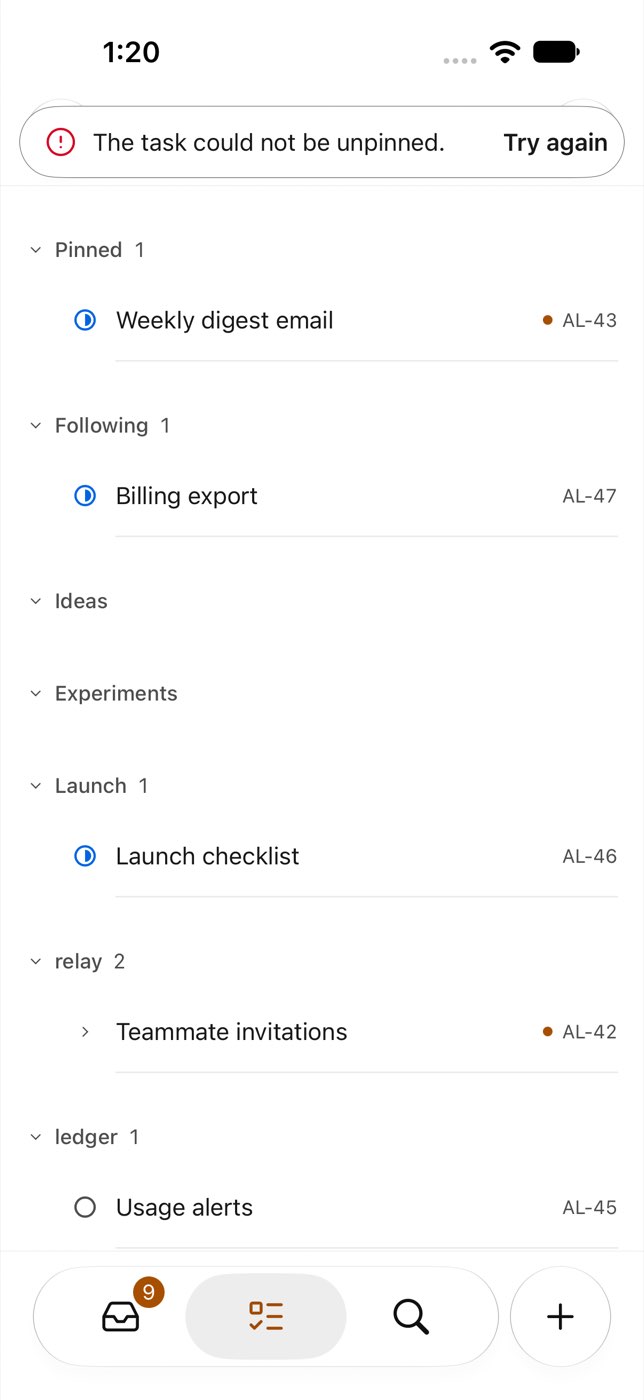 1:20
The task could not be unpinned. Try again
Pinned 1
Weekly digest email AL-43
Following 1
Billing export AL-47
Ideas
Experiments
Launch 1
Launch checklist AL-46
relay 2
Teammate invitations AL-42
ledger 1
Usage alerts AL-45
9